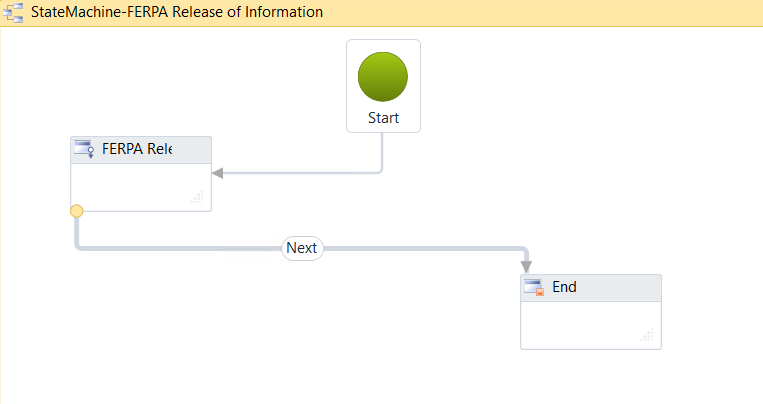 StateMachine-FERPA Release of Information
Start
FERPA Rele
Next
End